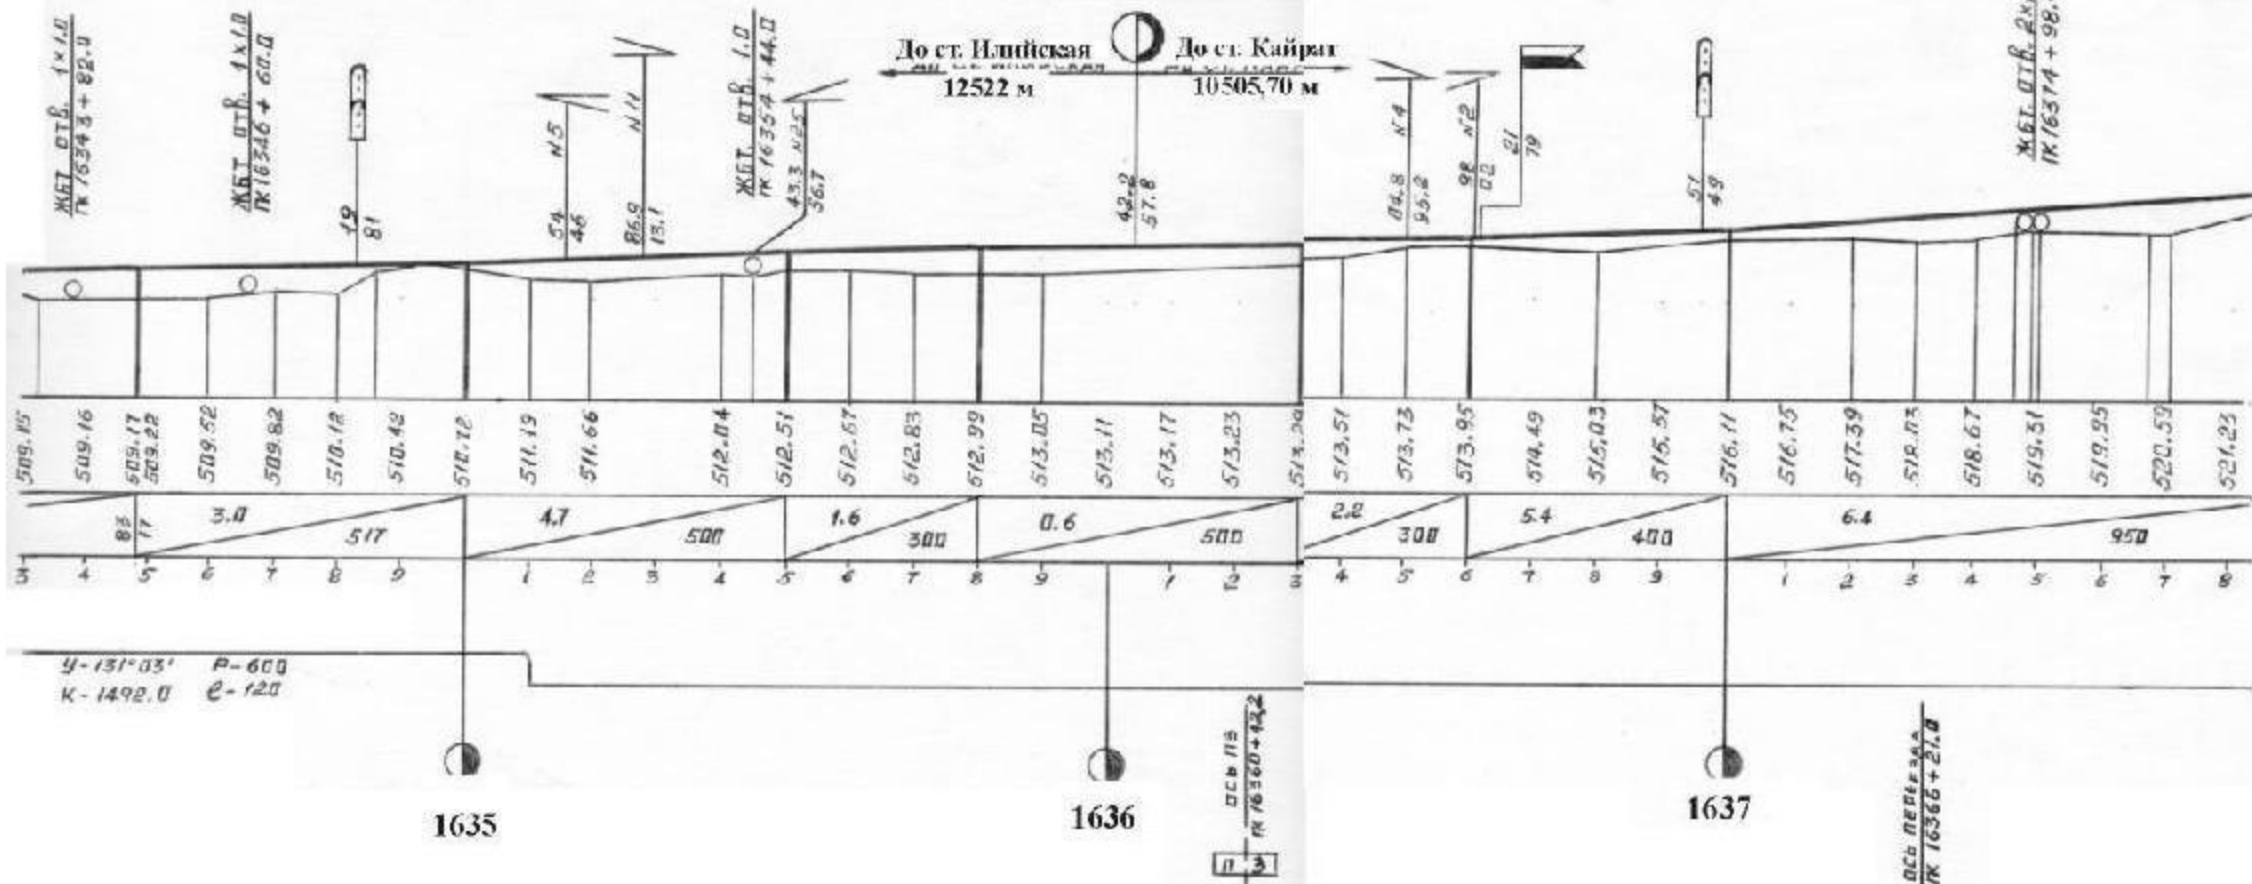 ЖБТ отв. 1×1.0
ПК 16343+82.0
ЖБТ отв. 1×1.0
ПК 16346+60.0
19
81
54 N5
46
86.9 N11
13.1
ЖБТ. отв. 1.0
ПК 16354+44.0
43.3 N25
56.7
До ст. Илийская
12522 м
До ст. Кайрат
10505,70 м
42.2
57.8
04.8 N4
95.2
98 N2
02
21
79
51
49
ЖБТ. отв. 2×
ПК 16374+98.
509.15
509.16
509.17
509.22
509.52
509.82
510.12
510.42
510.72
511.19
511.66
512.04
512.51
512.67
512.83
512.99
513.05
513.11
513.17
513.23
513.29
513.51
513.73
513.95
514.49
515.03
515.57
516.11
516.75
517.39
518.03
518.67
519.31
519.95
520.59
521.23
83
17
3.0
517
4.7
500
1.6
300
0.6
500
2.2
300
5.4
400
6.4
950
3 4 5 6 7 8 9 1 2 3 4 5 6 7 8 9 1 2 3 4 5 6 7 8 9 1 2 3 4 5 6 7 8
У-131°03' Р-600
К-1492.0 ℓ-120
1635
1636
1637
ось ПЗ
ПК 16360+42,2
П З
ось переезда
ПК 16366+21.0